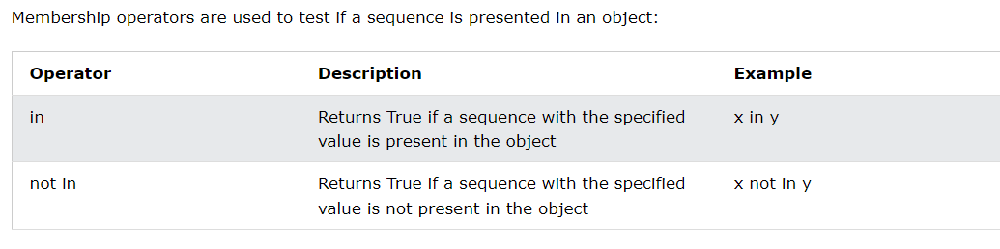 Membership operators are used to test if a sequence is presented in an object:
Operator Description Example
in Returns True if a sequence with the specified x in y
value is present in the object
not in Returns True if a sequence with the specified x not in y
value is not present in the object